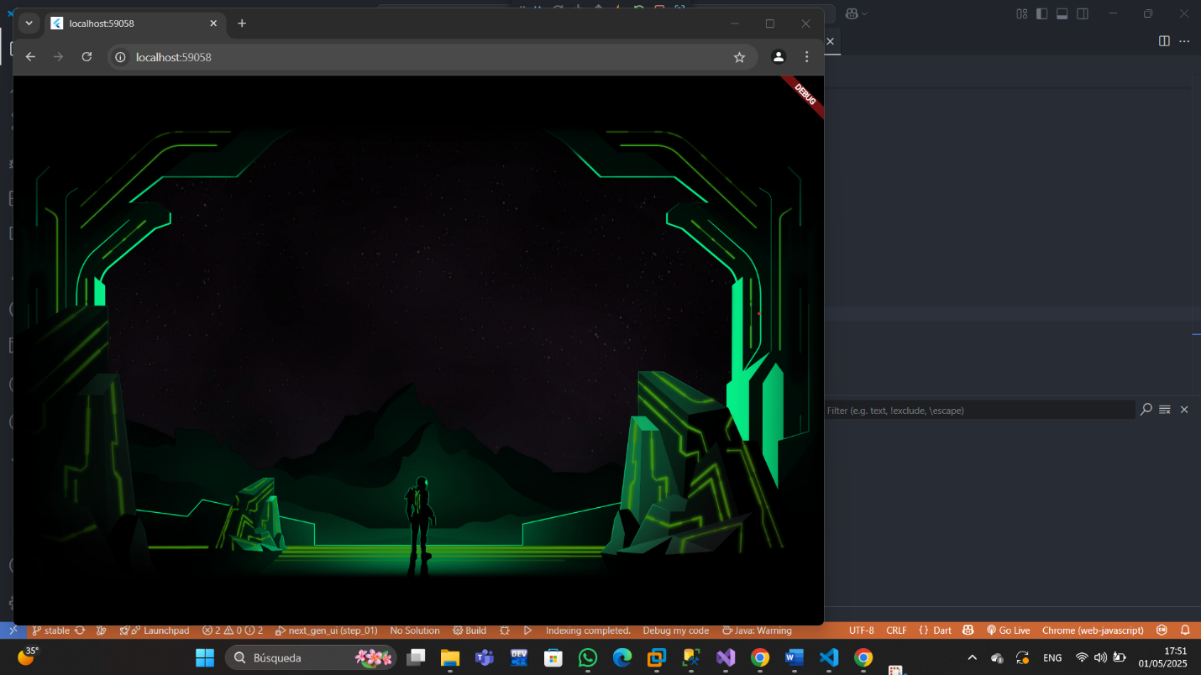 localhost:59058
localhost:59058
DEBUG
Filter (e.g. text, !exclude, \escape)
stable
Launchpad
2 0 2
next_gen_ui (step_01)
No Solution
Build
Indexing completed.
Debug my code
Java: Warning
UTF-8
CRLF
{} Dart
Go Live
Chrome (web-javascript)
35°
Búsqueda
DEV
ENG
17:51
01/05/2025